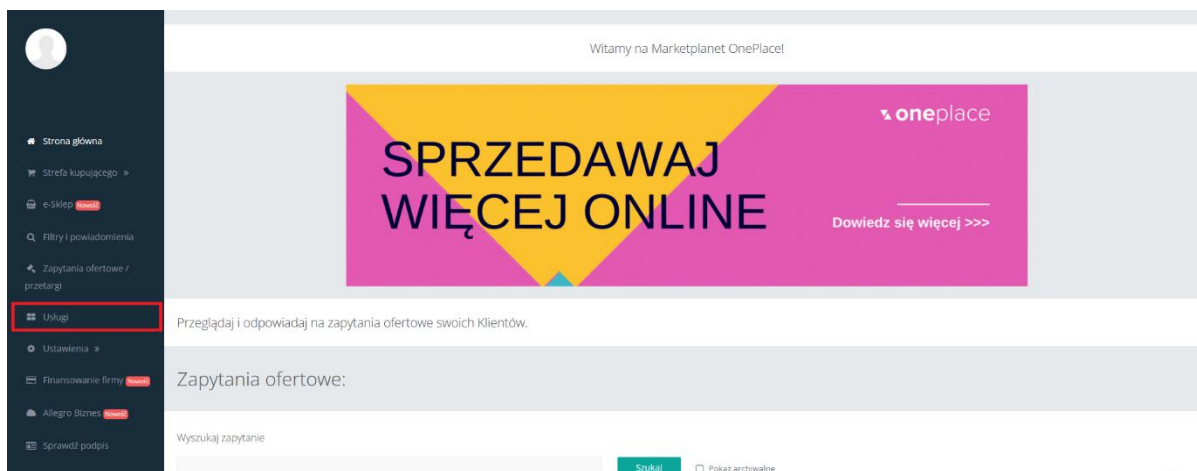 Witamy na Marketplanet OnePlace!
oneplace
SPRZEDAWAJ
WIĘCEJ ONLINE
Dowiedz się więcej >>>
Strona główna
Strefa kupującego »
e-Sklep Nowość
Filtry i powiadomienia
Zapytania ofertowe /
przetargi
Usługi
Ustawienia »
Finansowanie firmy Nowość
Allegro Biznes Nowość
Sprawdź podpis
Przeglądaj i odpowiadaj na zapytania ofertowe swoich Klientów.
Zapytania ofertowe:
Wyszukaj zapytanie
Szukaj
Pokaż archiwalne